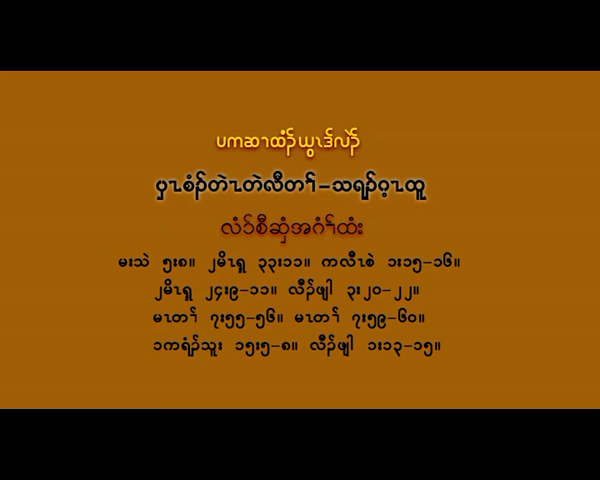 ပကဆၢထံၣ်ယွၤဒ်လဲၣ်
ပှၤစံၣ်တဲၤတဲလီတၢ်–သရၣ်ဂ့ၤထူ
လံာ်စီဆှံအဂံၢ်ထံး
မးသဲ ၅း၈။ ၂မိၤရှ့ ၃၃း၁၁။ ကလီၤစဲ ၁း၁၅–၁၆။
၂မိၤရှ့ ၂၄း၉–၁၁။ လီၣ်ဖျါ ၃း၂၀–၂၂။
မၤတၢ် ၇း၅၅–၅၆။ မၤတၢ် ၇း၅၉–၆၀။
၁ကရံၣ်သူး ၁၅း၅–၈။ လီၣ်ဖျါ ၁း၁၃–၁၅။